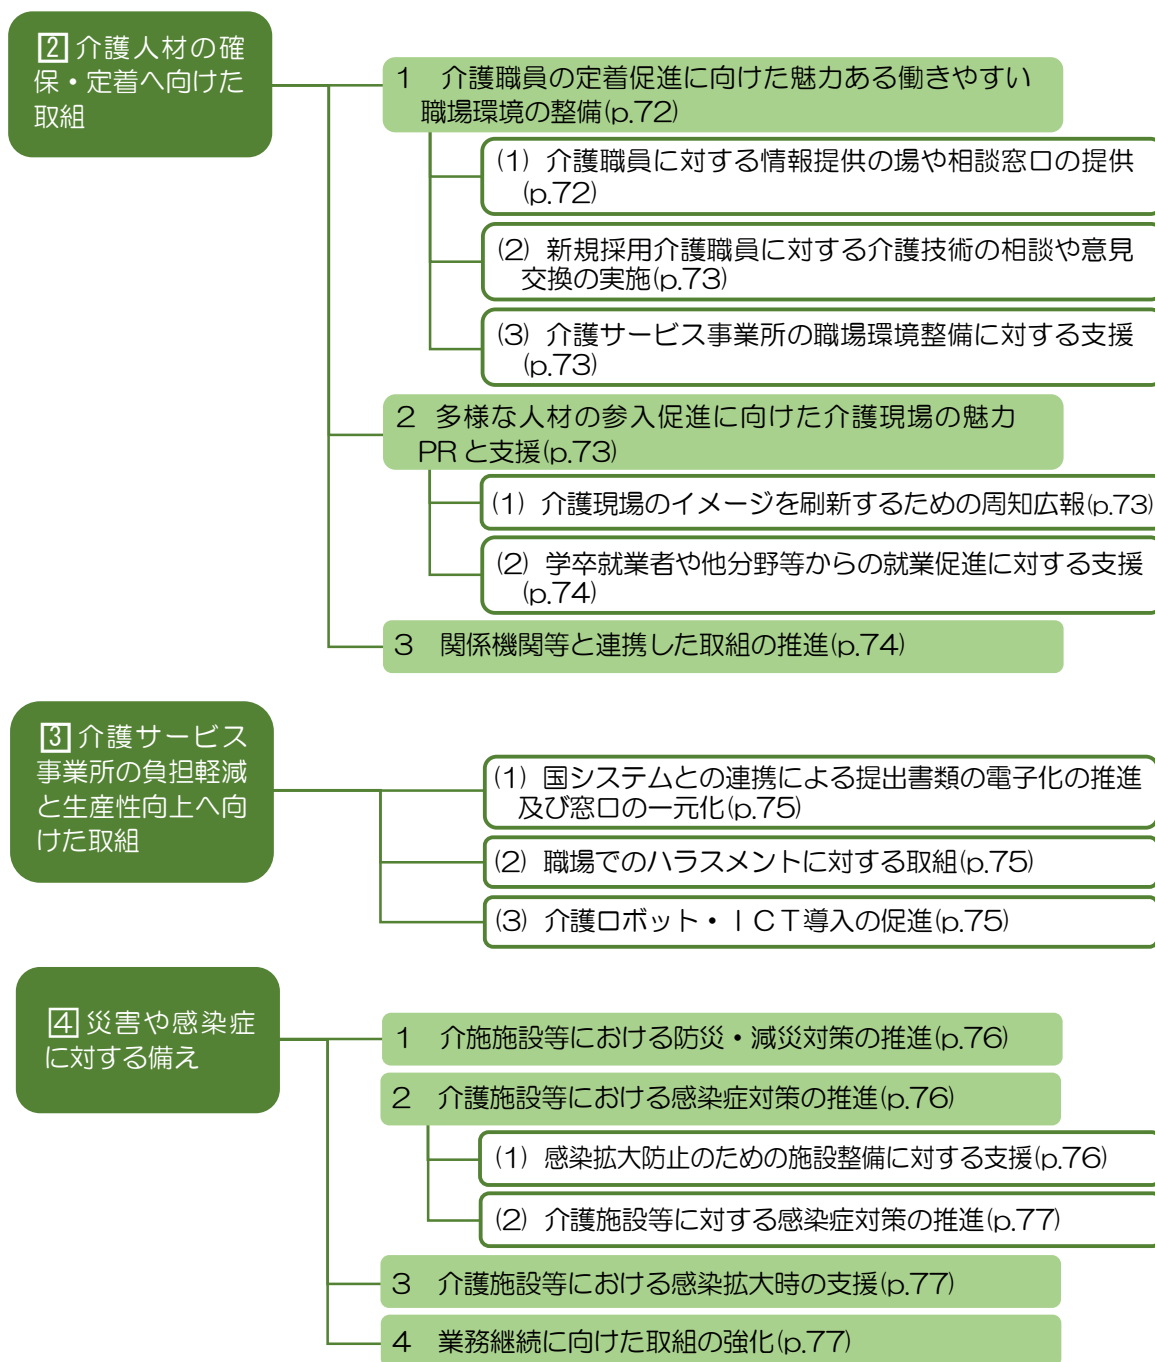 2 介護人材の確
保・定着へ向けた
取組
1 介護職員の定着促進に向けた魅力ある働きやすい
職場環境の整備(p.72)
(1) 介護職員に対する情報提供の場や相談窓口の提供
(p.72)
(2) 新規採用介護職員に対する介護技術の相談や意見
交換の実施(p.73)
(3) 介護サービス事業所の職場環境整備に対する支援
(p.73)
2 多様な人材の参入促進に向けた介護現場の魅力
PRと支援(p.73)
(1) 介護現場のイメージを刷新するための周知広報(p.73)
(2) 学卒就業者や他分野等からの就業促進に対する支援
(p.74)
3 関係機関等と連携した取組の推進(p.74)
3 介護サービス
事業所の負担軽減
と生産性向上へ向
けた取組
(1) 国システムとの連携による提出書類の電子化の推進
及び窓口の一元化(p.75)
(2) 職場でのハラスメントに対する取組(p.75)
(3) 介護ロボット・ICT導入の促進(p.75)
4 災害や感染症
に対する備え
1 介施施設等における防災・減災対策の推進(p.76)
2 介護施設等における感染症対策の推進(p.76)
(1) 感染拡大防止のための施設整備に対する支援(p.76)
(2) 介護施設等に対する感染症対策の推進(p.77)
3 介護施設等における感染拡大時の支援(p.77)
4 業務継続に向けた取組の強化(p.77)